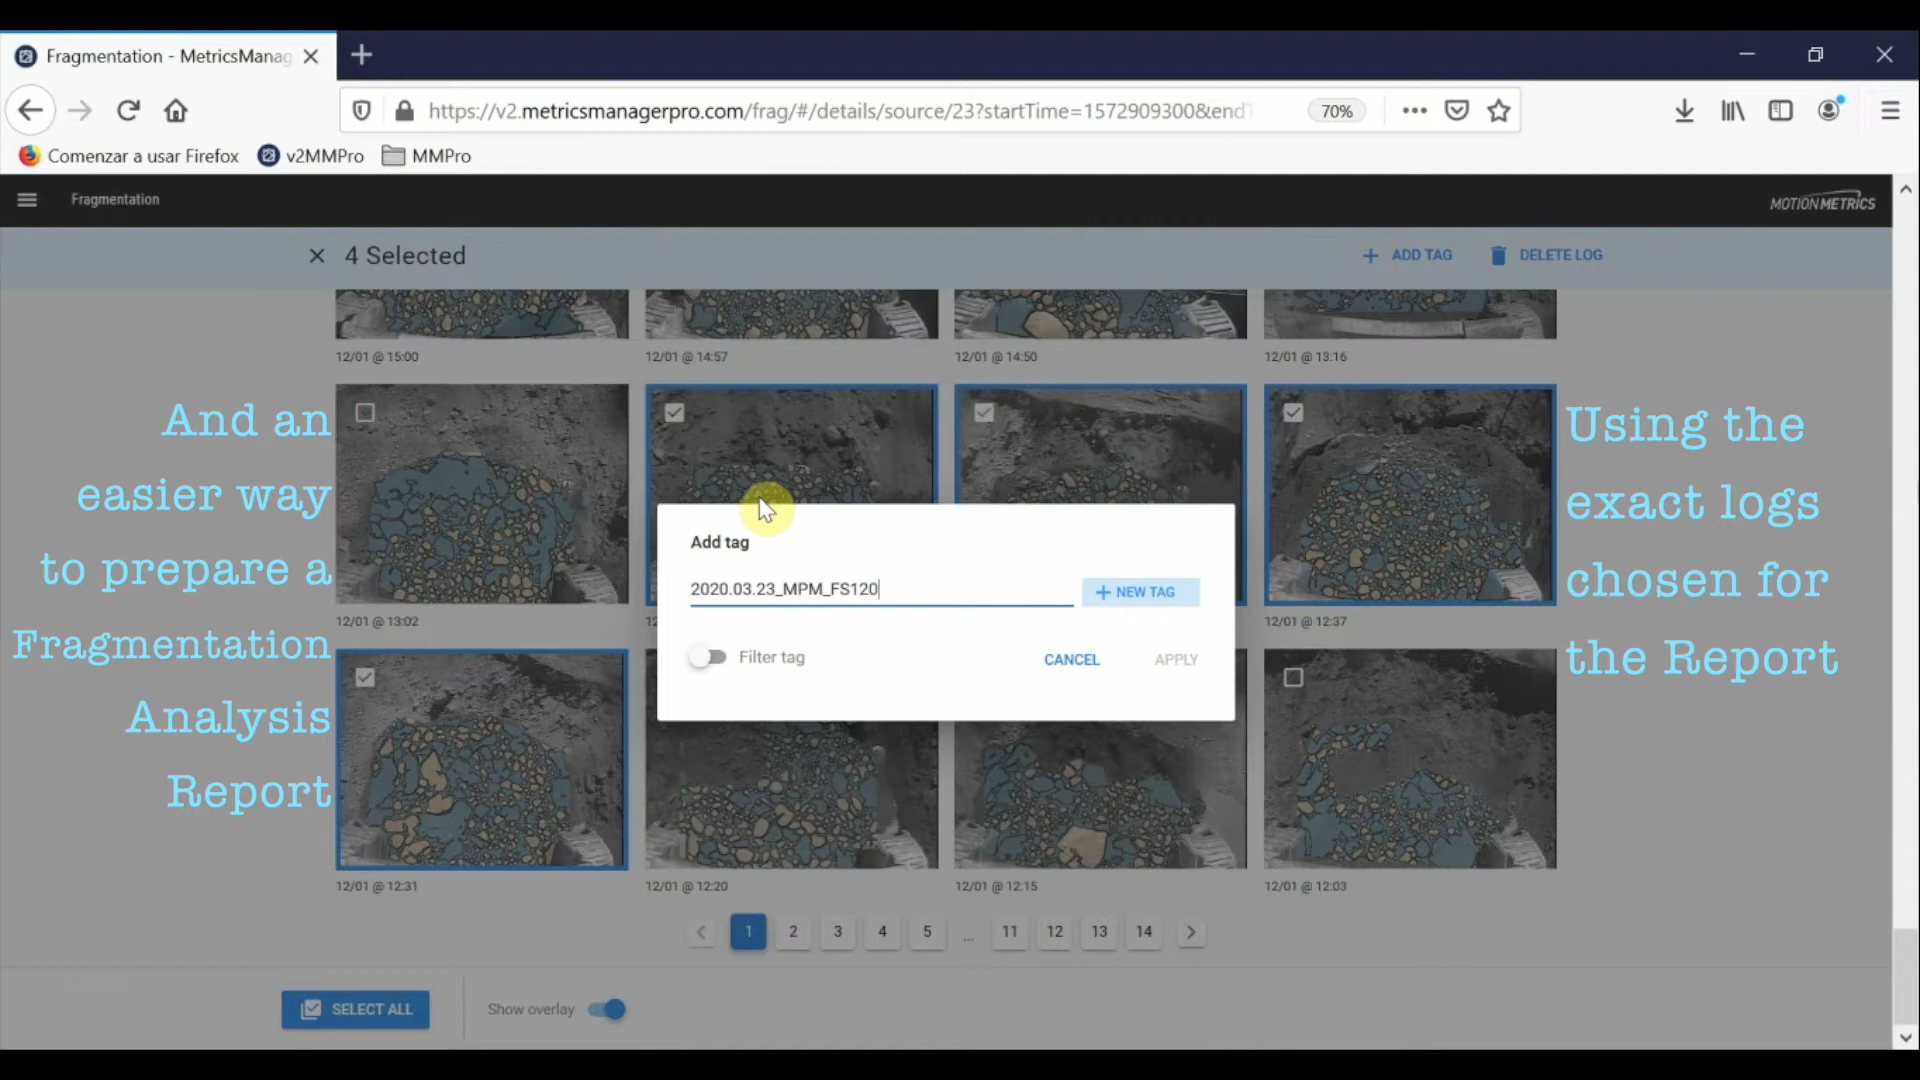 Fragmentation - MetricsManag
https://v2.metricsmanagerpro.com/frag/#/details/source/23?startTime=1572909300&end
70%
Comenzar a usar Firefox
v2MMPro
MMPro
Fragmentation
MOTION METRICS
4 Selected
ADD TAG
DELETE LOG
12/01 @ 15:00
12/01 @ 14:57
12/01 @ 14:50
12/01 @ 13:16
And an
easier way
to prepare a
Fragmentation
Analysis
Report
Using the
exact logs
chosen for
the Report
Add tag
2020.03.23_MPM_FS120
NEW TAG
Filter tag
CANCEL
APPLY
12/01 @ 13:02
12/01 @ 12:37
12/01 @ 12:31
12/01 @ 12:20
12/01 @ 12:15
12/01 @ 12:03
1 2 3 4 5 ... 11 12 13 14
SELECT ALL
Show overlay